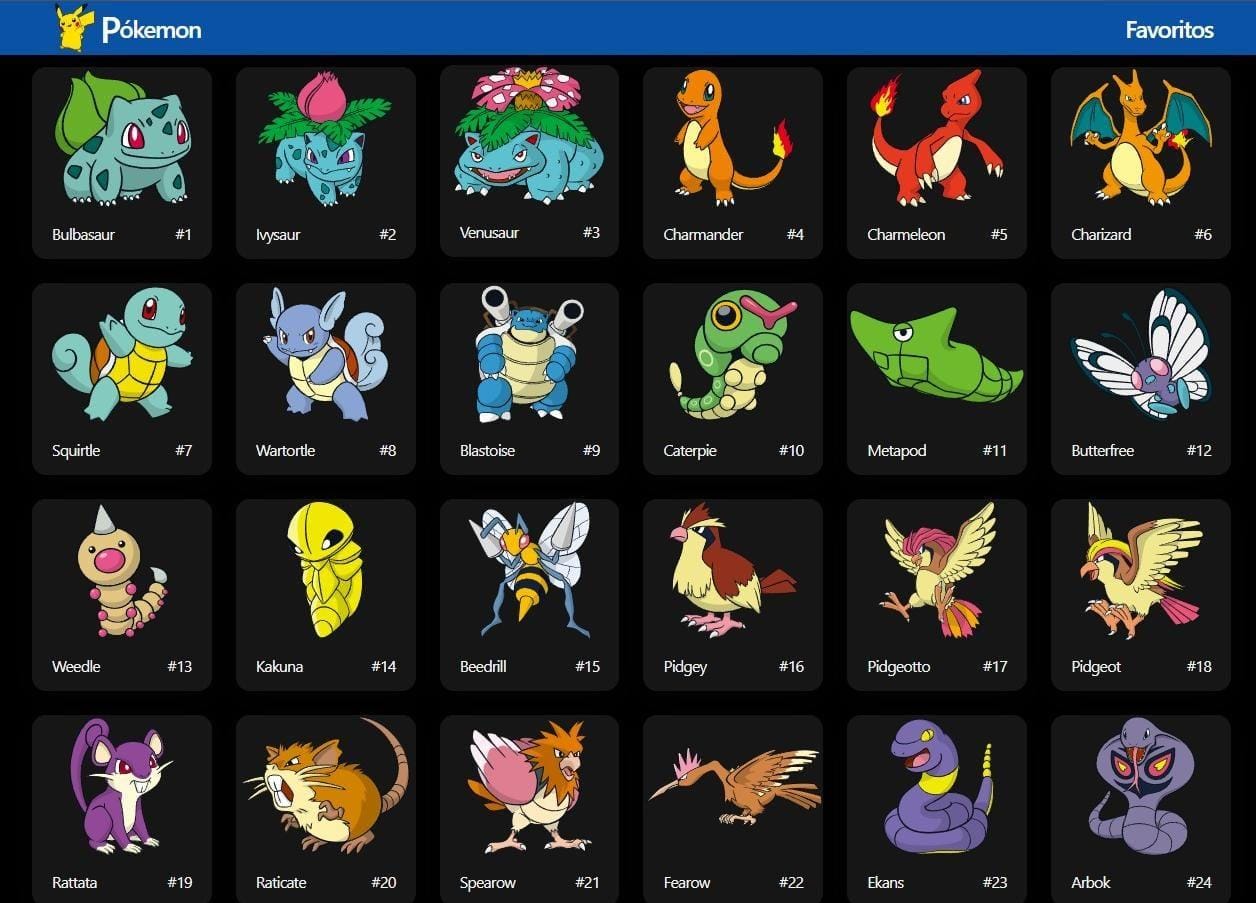 Pókemon Favoritos
Bulbasaur #1 Ivysaur #2 Venusaur #3 Charmander #4 Charmeleon #5 Charizard #6
Squirtle #7 Wartortle #8 Blastoise #9 Caterpie #10 Metapod #11 Butterfree #12
Weedle #13 Kakuna #14 Beedrill #15 Pidgey #16 Pidgeotto #17 Pidgeot #18
Rattata #19 Raticate #20 Spearow #21 Fearow #22 Ekans #23 Arbok #24